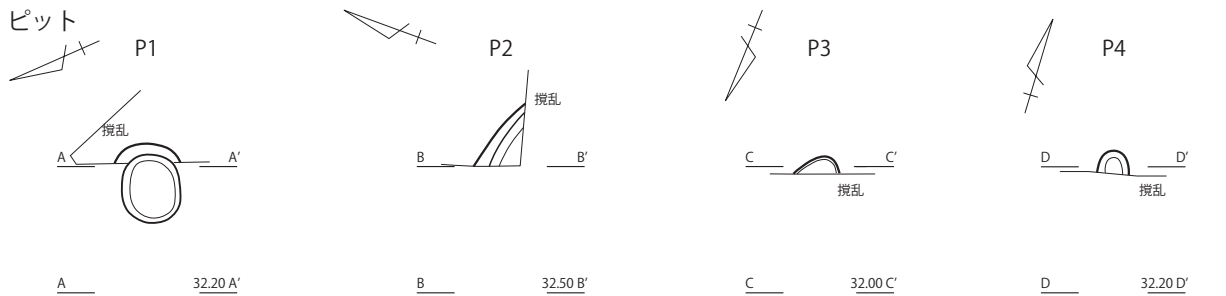 ピット
P1
P2
P3
P4
撹乱
撹乱
A A′
B B′
C C′
D D′
撹乱
撹乱
A 32.20 A′
B 32.50 B′
C 32.00 C′
D 32.20 D′